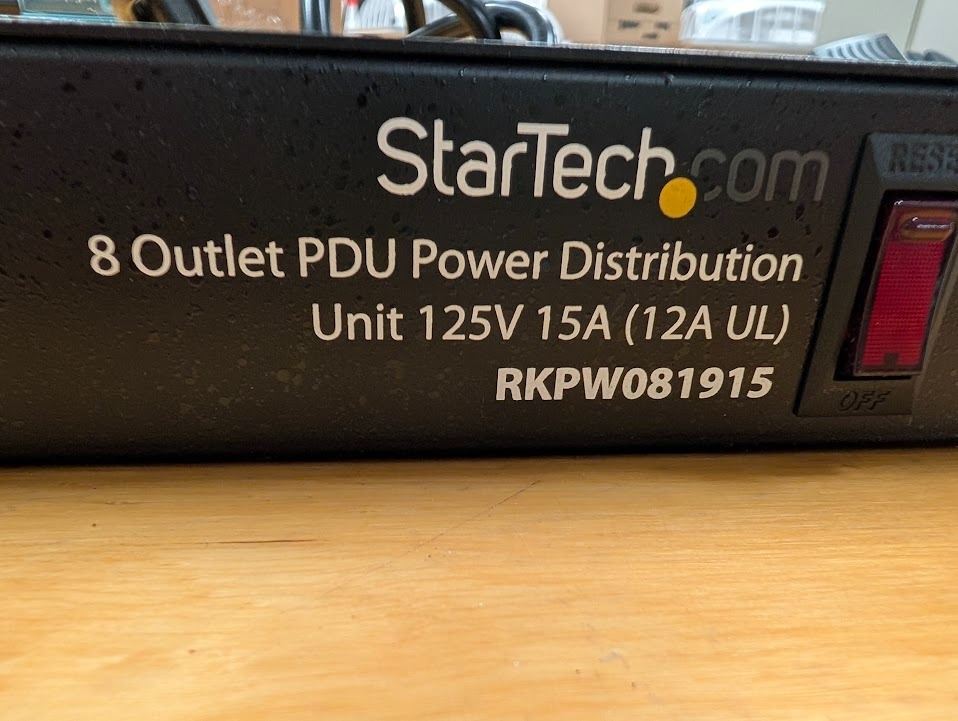 StarTech.com
8 Outlet PDU Power Distribution
Unit 125V 15A (12A UL)
RKPW081915
OFF